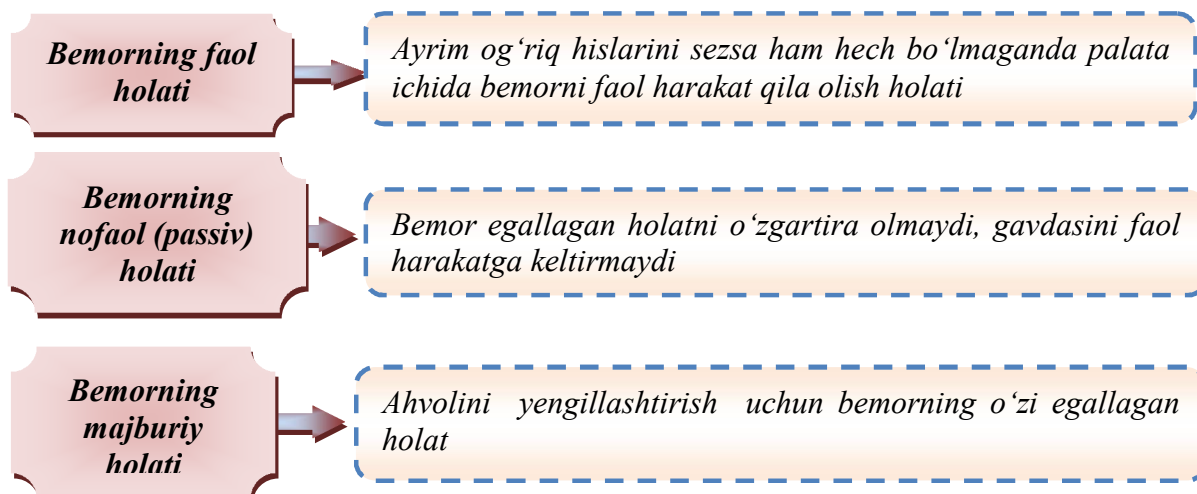 Bemorning faol
holati
Ayrim og‘riq hislarini sezsa ham hech bo‘lmaganda palata
ichida bemorni faol harakat qila olish holati
Bemorning
nofaol (passiv)
holati
Bemor egallagan holatni o‘zgartira olmaydi, gavdasini faol
harakatga keltirmaydi
Bemorning
majburiy
holati
Ahvolini yengillashtirish uchun bemorning o‘zi egallagan
holat